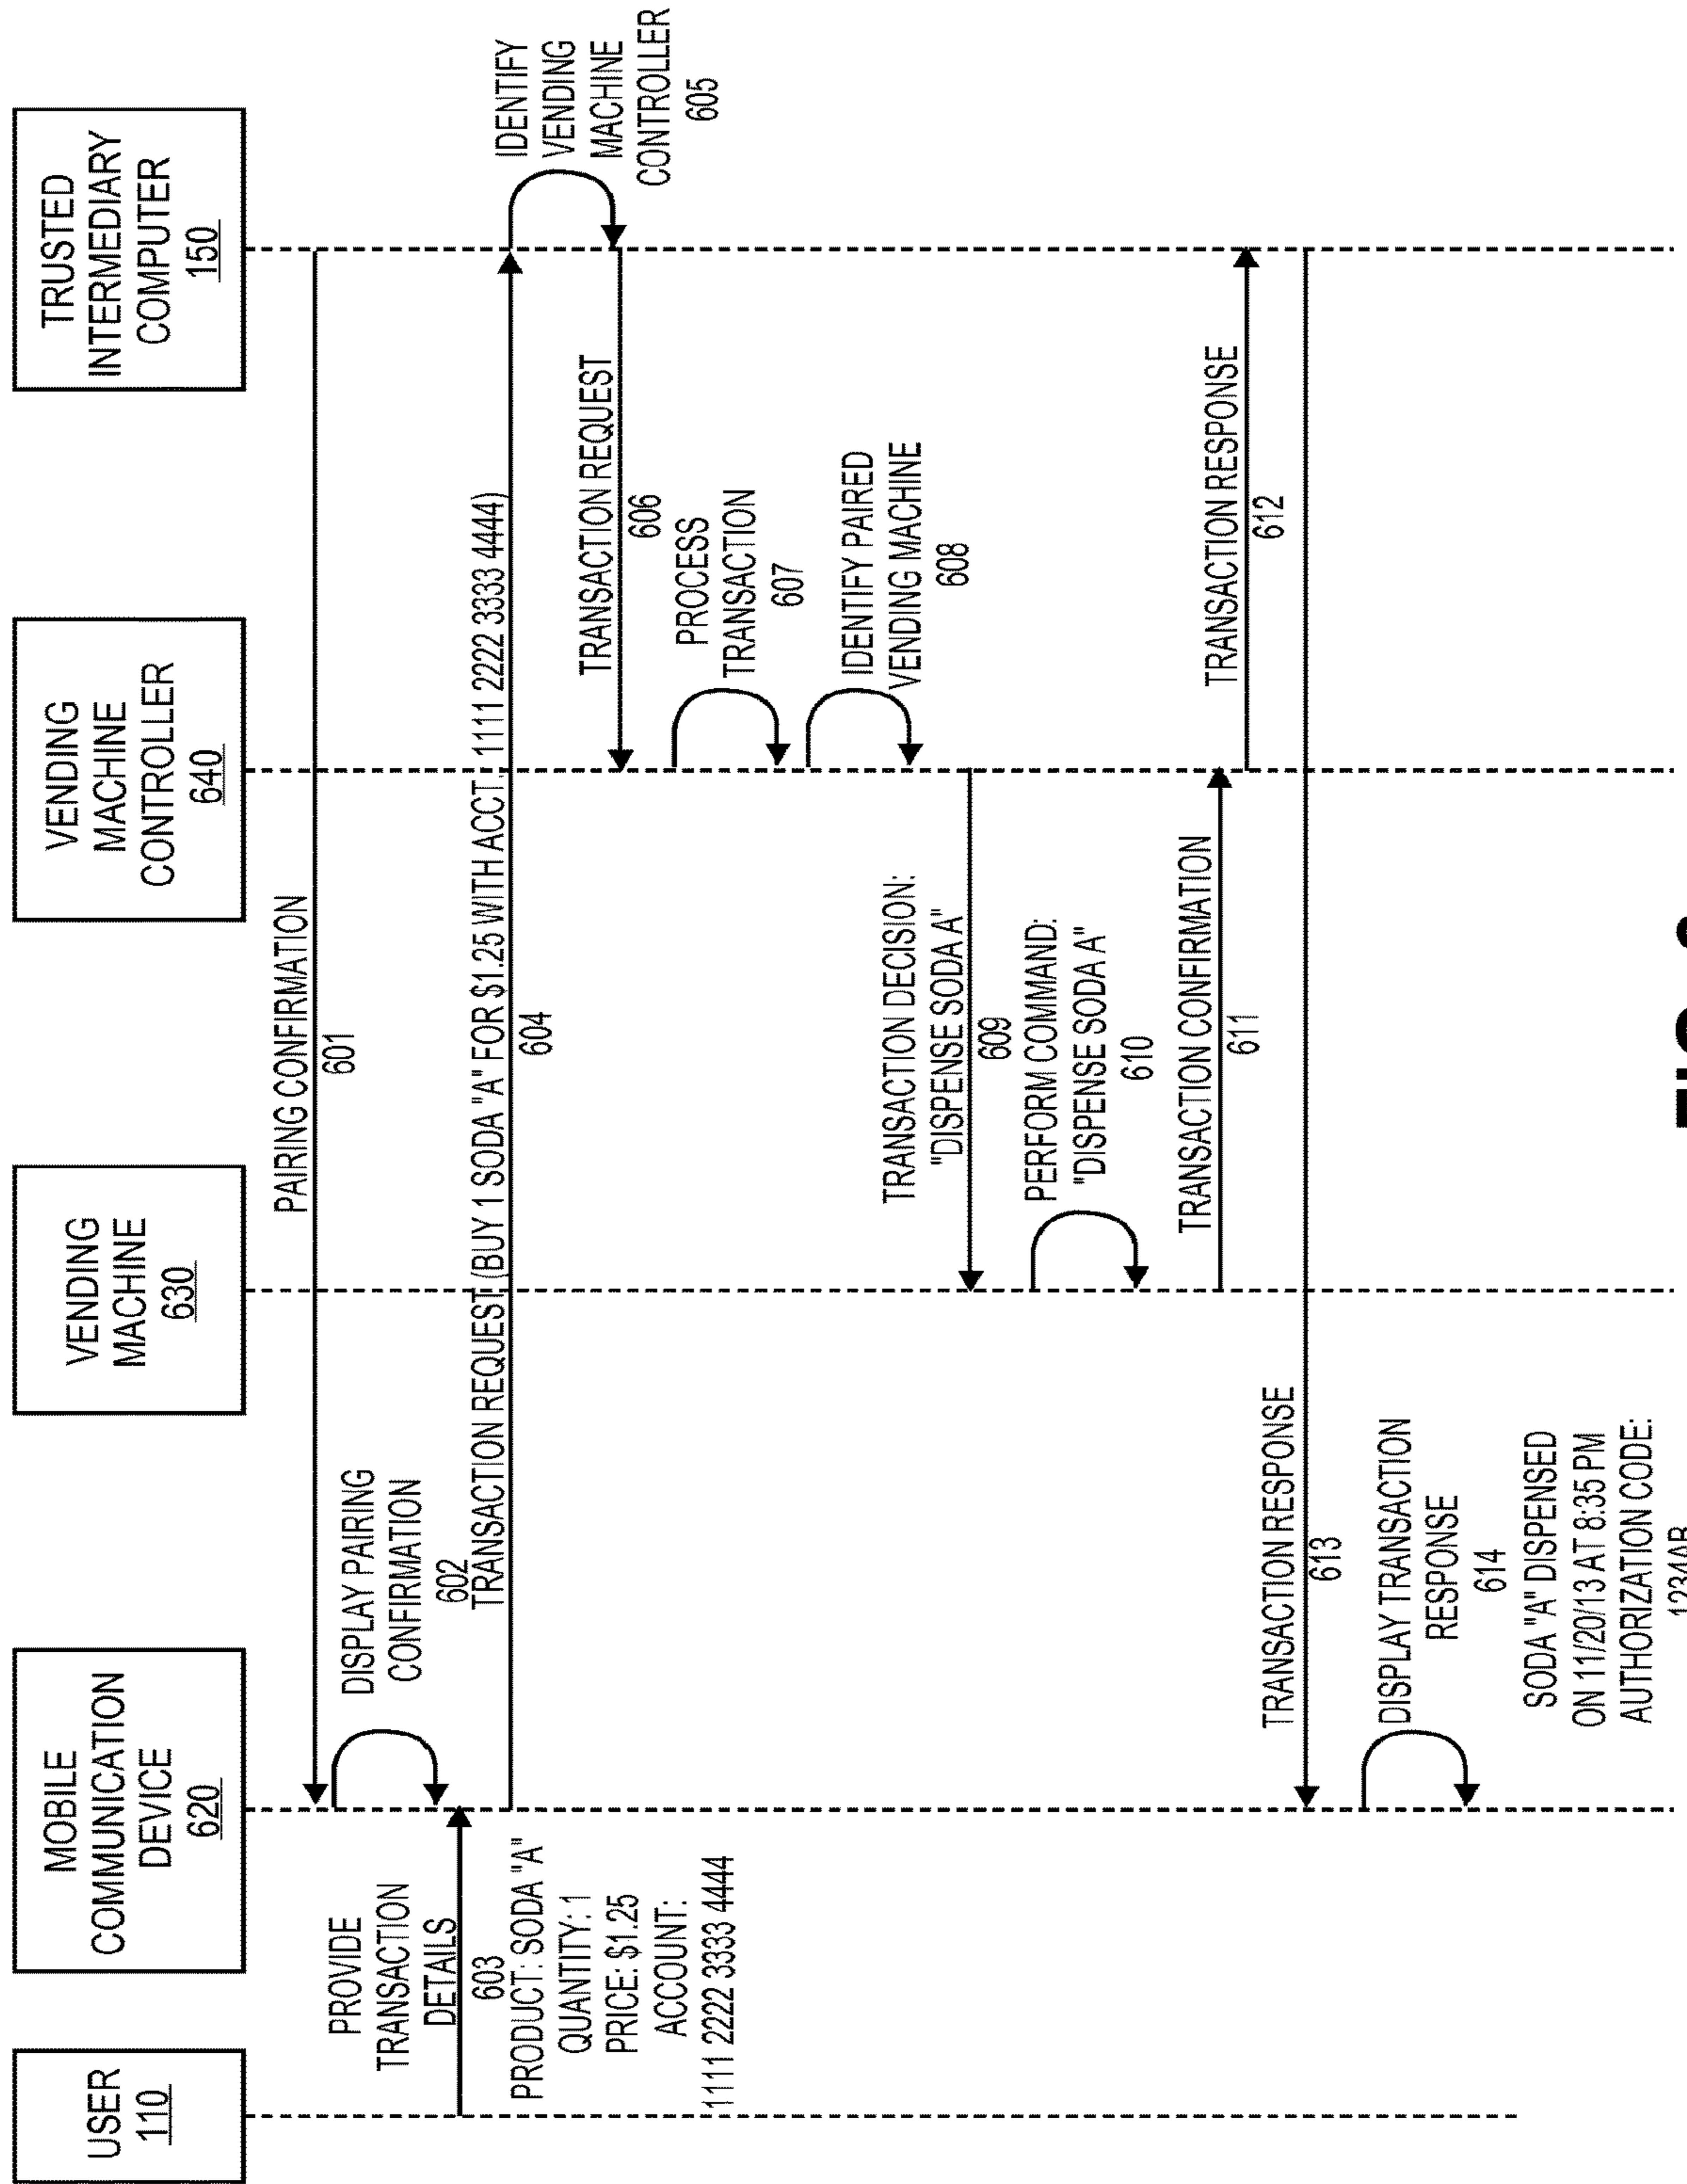 USER
110
MOBILE
COMMUNICATION
DEVICE
620
VENDING
MACHINE
630
VENDING
MACHINE
CONTROLLER
640
TRUSTED
INTERMEDIARY
COMPUTER
150
PAIRING CONFIRMATION
601
DISPLAY PAIRING
CONFIRMATION
602
PROVIDE
TRANSACTION
DETAILS
603
PRODUCT: SODA "A"
QUANTITY: 1
PRICE: $1.25
ACCOUNT:
1111 2222 3333 4444
TRANSACTION REQUEST (BUY 1 SODA "A" FOR $1.25 WITH ACCT. 1111 2222 3333 4444)
604
IDENTIFY
VENDING
MACHINE
CONTROLLER
605
TRANSACTION REQUEST
606
PROCESS
TRANSACTION
607
IDENTIFY PAIRED
VENDING MACHINE
608
TRANSACTION DECISION:
"DISPENSE SODA A"
609
PERFORM COMMAND:
"DISPENSE SODA A"
610
TRANSACTION CONFIRMATION
611
TRANSACTION RESPONSE
612
TRANSACTION RESPONSE
613
DISPLAY TRANSACTION
RESPONSE
614
SODA "A" DISPENSED
ON 11/20/13 AT 8:35 PM
AUTHORIZATION CODE:
1234AB